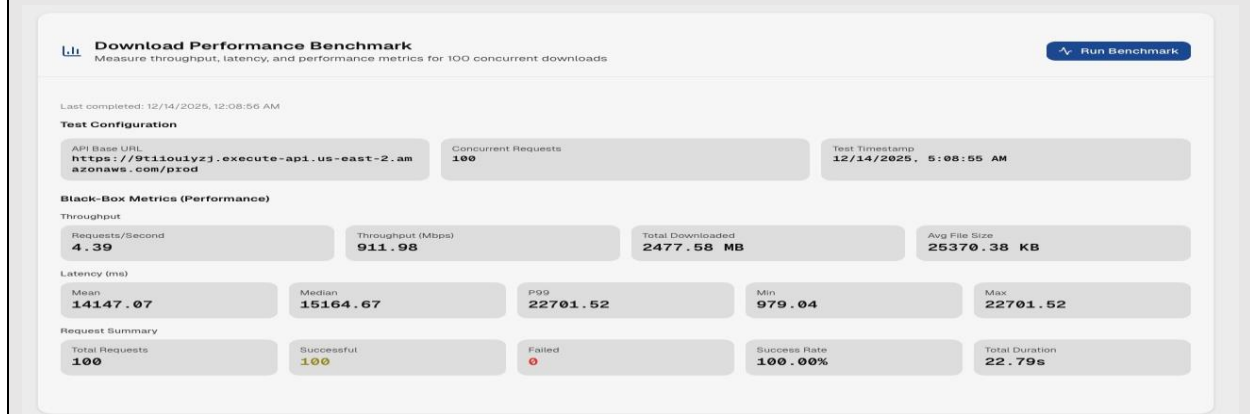 Download Performance Benchmark
Measure throughput, latency, and performance metrics for 100 concurrent downloads
Run Benchmark
Last completed: 12/14/2025, 12:08:56 AM
Test Configuration
API Base URL
https://9t1iou1yzj.execute-api.us-east-2.am
azonaws.com/prod
Concurrent Requests
100
Test Timestamp
12/14/2025, 5:08:55 AM
Black-Box Metrics (Performance)
Throughput
Requests/Second
4.39
Throughput (Mbps)
911.98
Total Downloaded
2477.58 MB
Avg File Size
25370.38 KB
Latency (ms)
Mean
14147.07
Median
15164.67
P99
22701.52
Min
979.04
Max
22701.52
Request Summary
Total Requests
100
Successful
100
Failed
0
Success Rate
100.00%
Total Duration
22.79s